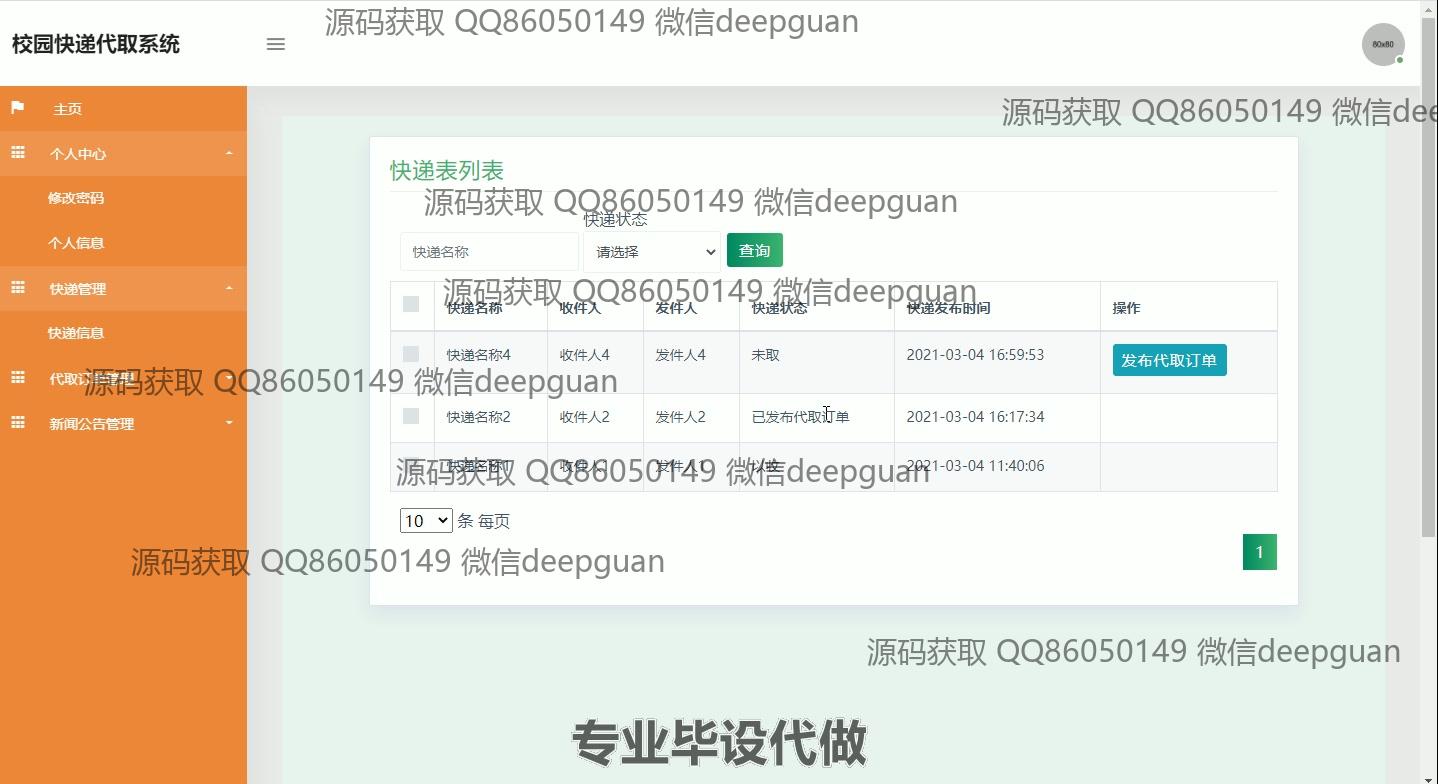 源码获取 QQ86050149 微信deepguan
校园快递代取系统
80x80
源码获取 QQ86050149 微信dee
主页
个人中心
修改密码
个人信息
快递管理
快递信息
代取订单管理
新闻公告管理
快递表列表
源码获取 QQ86050149 微信deepguan
快递状态
快递名称 请选择 查询
源码获取 QQ86050149 微信deepguan
快递名称 收件人 发件人 快递状态 快递发布时间 操作
快递名称4 收件人4 发件人4 未取 2021-03-04 16:59:53 发布代取订单
源码获取 QQ86050149 微信deepguan
快递名称2 收件人2 发件人2 已发布代取订单 2021-03-04 16:17:34
快递名称1 收件人1 发件人1 2021-03-04 11:40:06
源码获取 QQ86050149 微信deepguan
10 条 每页
1
源码获取 QQ86050149 微信deepguan
源码获取 QQ86050149 微信deepguan
专业毕设代做